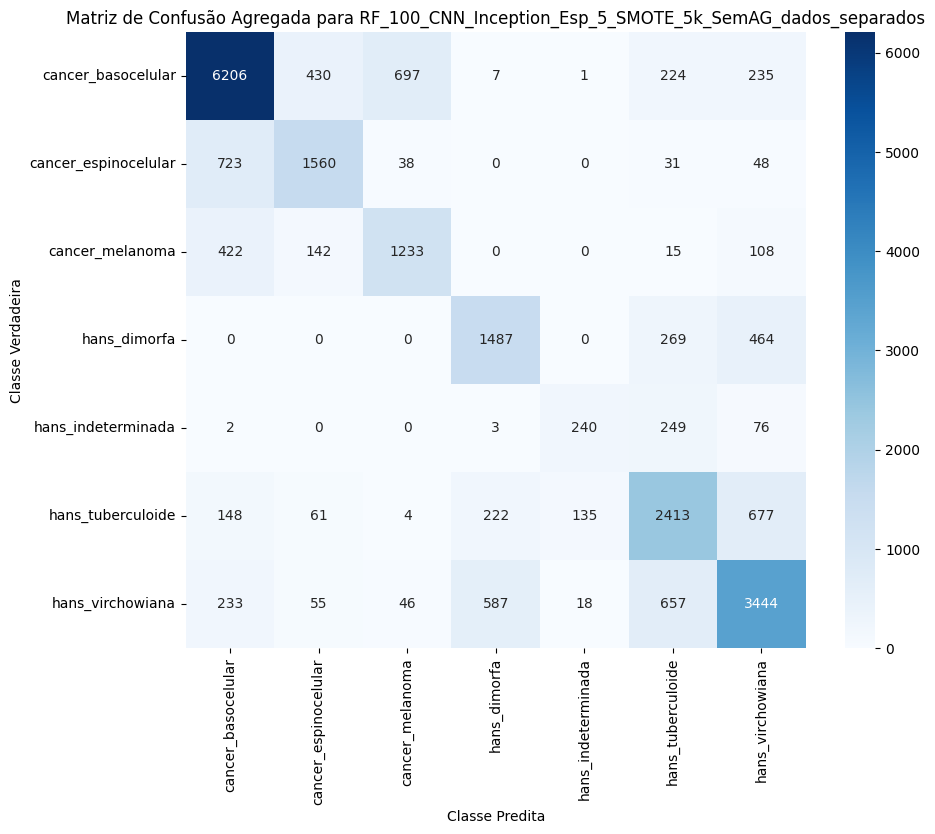 Matriz de Confusão Agregada para RF_100_CNN_Inception_Esp_5_SMOTE_5k_SemAG_dados_separados
Classe Verdadeira
cancer_basocelular 6206 430 697 7 1 224 235
cancer_espinocelular 723 1560 38 0 0 31 48
cancer_melanoma 422 142 1233 0 0 15 108
hans_dimorfa 0 0 0 1487 0 269 464
hans_indeterminada 2 0 0 3 240 249 76
hans_tuberculoide 148 61 4 222 135 2413 677
hans_virchowiana 233 55 46 587 18 657 3444
cancer_basocelular
cancer_espinocelular
cancer_melanoma
hans_dimorfa
hans_indeterminada
hans_tuberculoide
hans_virchowiana
Classe Predita
6000
5000
4000
3000
2000
1000
0